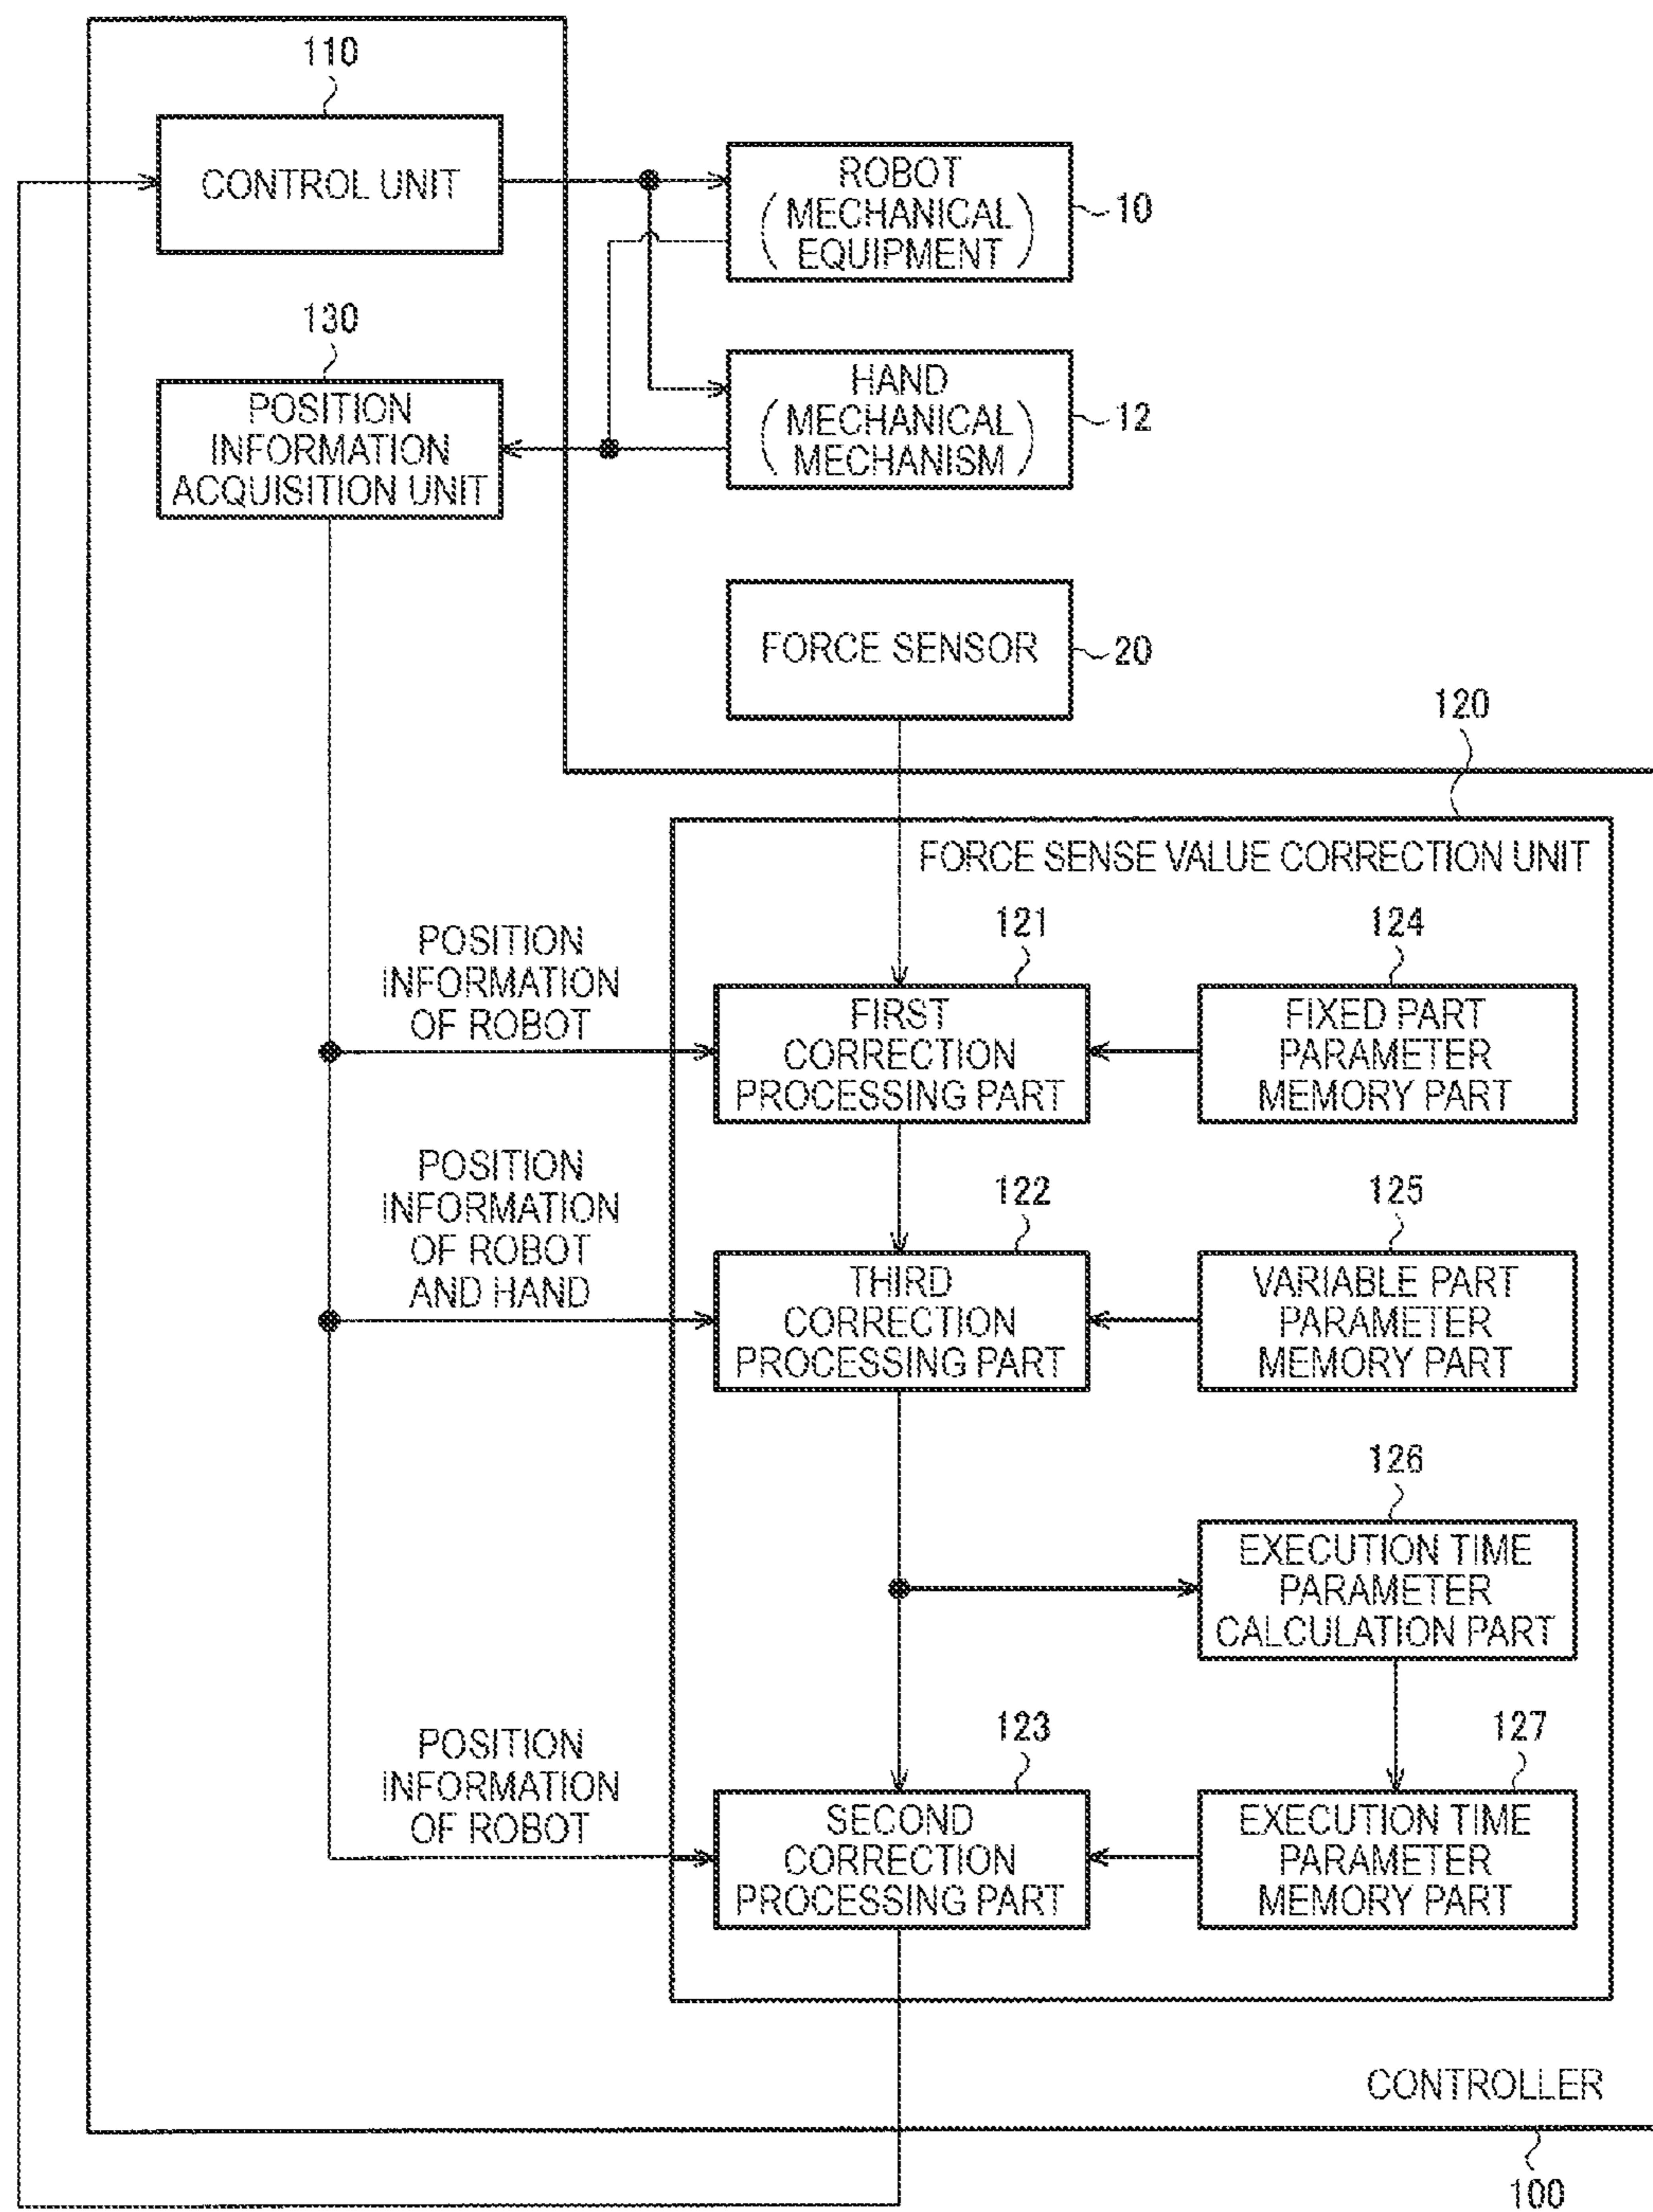 110
CONTROL UNIT
ROBOT
(MECHANICAL
EQUIPMENT)
10
130
POSITION
INFORMATION
ACQUISITION UNIT
HAND
(MECHANICAL
MECHANISM)
12
FORCE SENSOR
20
120
FORCE SENSE VALUE CORRECTION UNIT
POSITION
INFORMATION
OF ROBOT
121
FIRST
CORRECTION
PROCESSING PART
124
FIXED PART
PARAMETER
MEMORY PART
POSITION
INFORMATION
OF ROBOT
AND HAND
122
THIRD
CORRECTION
PROCESSING PART
125
VARIABLE PART
PARAMETER
MEMORY PART
126
EXECUTION TIME
PARAMETER
CALCULATION PART
POSITION
INFORMATION
OF ROBOT
123
SECOND
CORRECTION
PROCESSING PART
127
EXECUTION TIME
PARAMETER
MEMORY PART
CONTROLLER
100